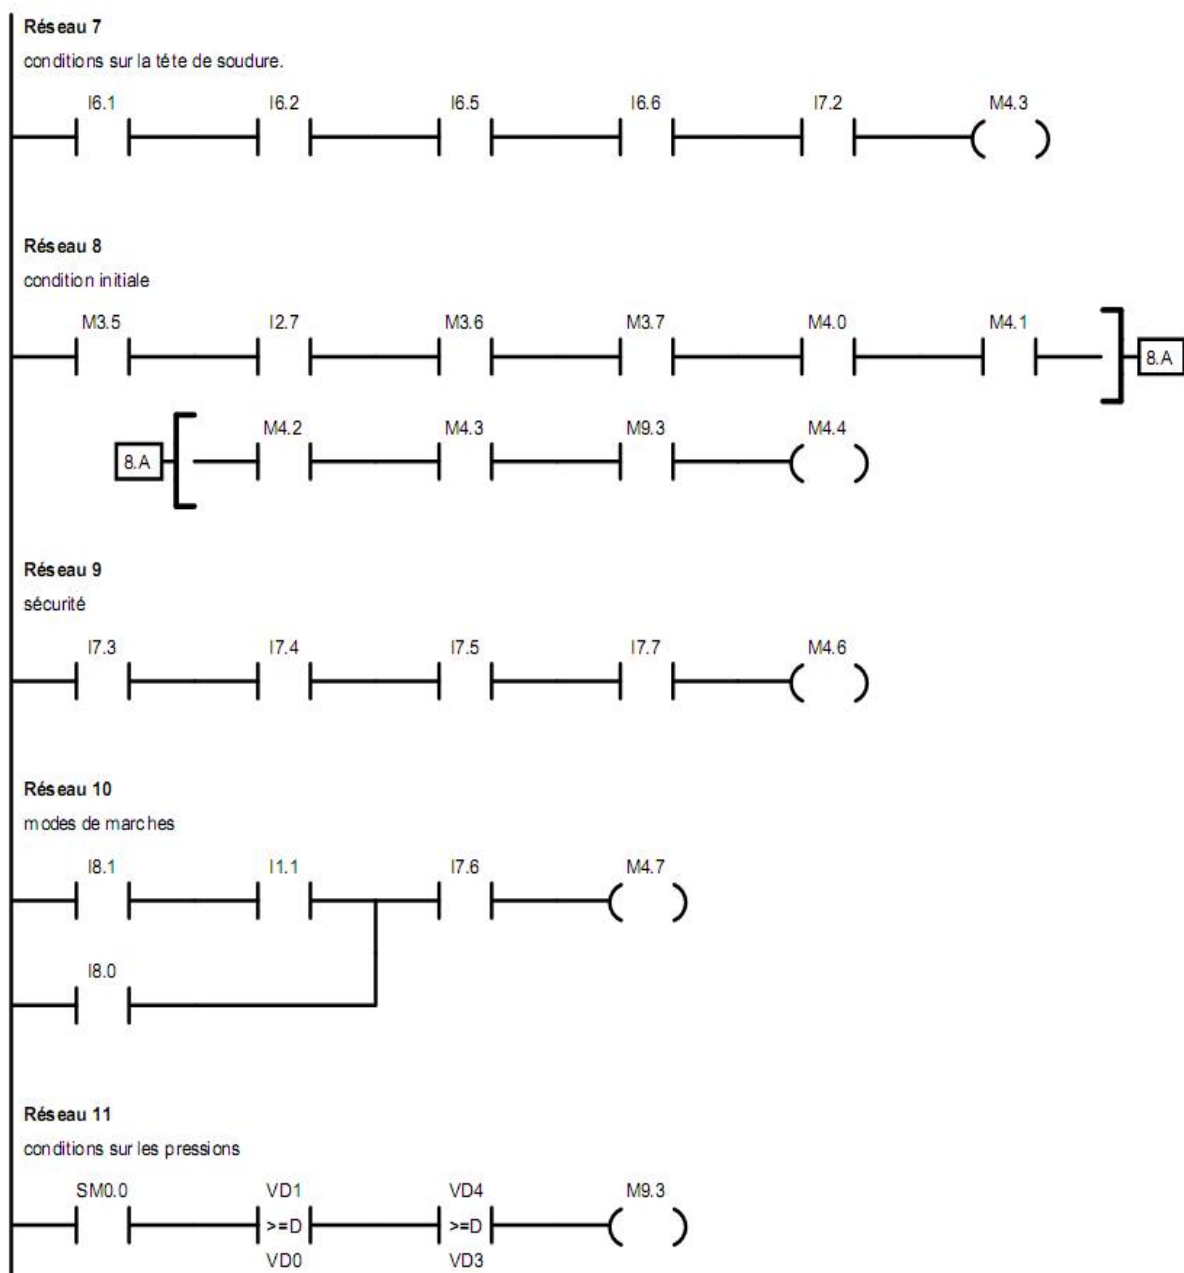 Réseau 7
conditions sur la téte de soudure.
I6.1 I6.2 I6.5 I6.6 I7.2 M4.3
Réseau 8
condition initiale
M3.5 I2.7 M3.6 M3.7 M4.0 M4.1
8.A
M4.2 M4.3 M9.3 M4.4
8.A
Réseau 9
sécurité
I7.3 I7.4 I7.5 I7.7 M4.6
Réseau 10
modes de marches
I8.1 I1.1 I7.6 M4.7
I8.0
Réseau 11
conditions sur les pressions
SM0.0 VD1 VD4 M9.3
>=D >=D
VD0 VD3